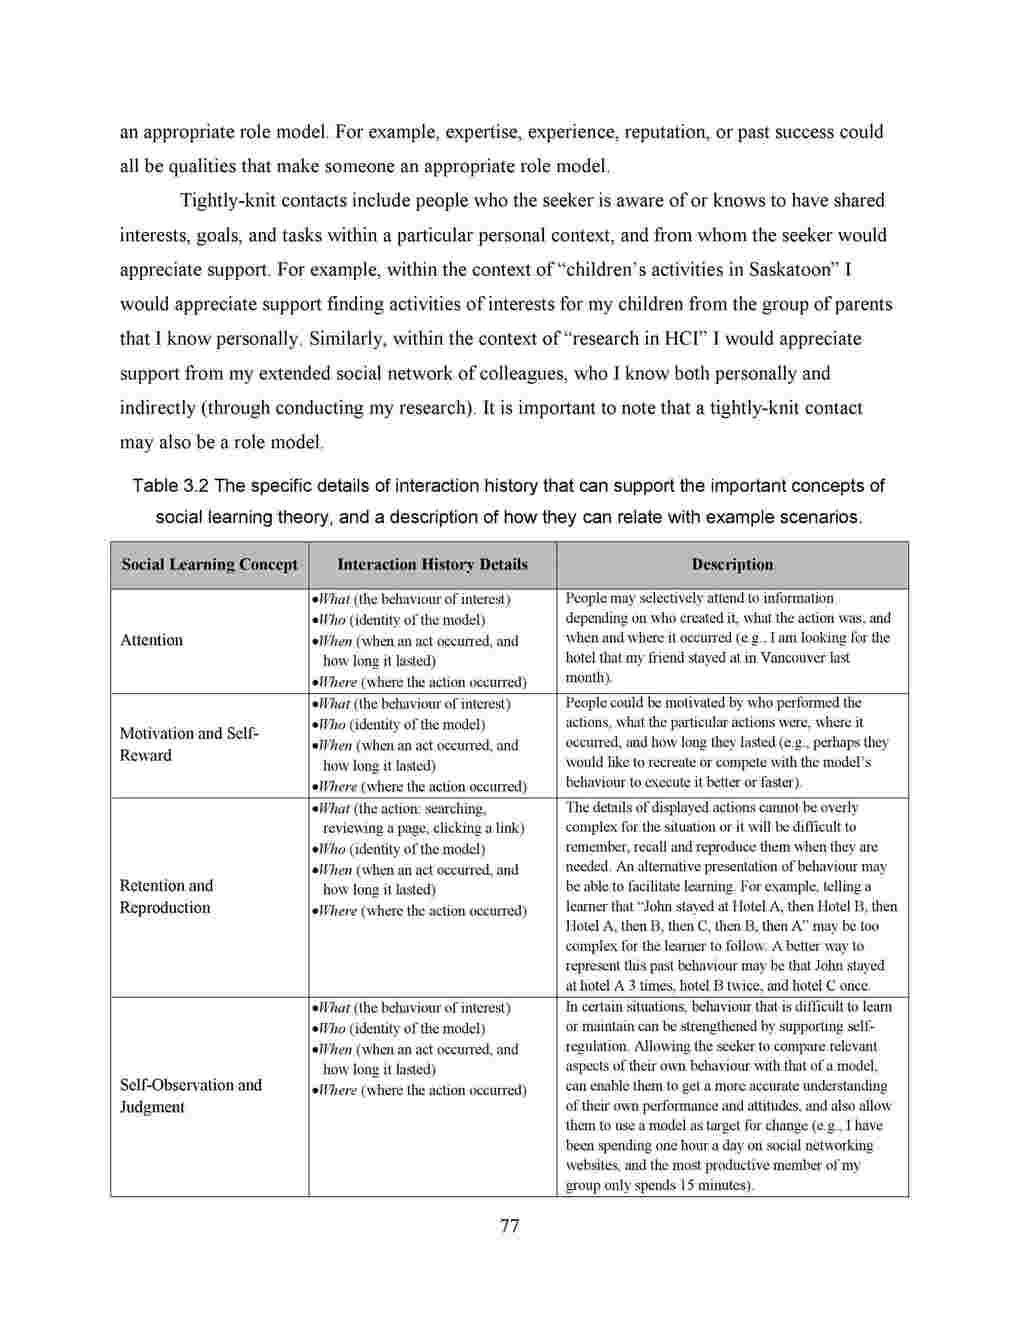 an appropriate role model. For example, expertise, experience, reputation, or past success could
all be qualities that make someone an appropriate role model.
Tightly-knit contacts include people who the seeker is aware of or knows to have shared
interests, goals, and tasks within a particular personal context, and from whom the seeker would
appreciate support. For example, within the context of “children’s activities in Saskatoon” I
would appreciate support finding activities of interests for my children from the group of parents
that I know personally. Similarly, within the context of “research in HCI” I would appreciate
support from my extended social network of colleagues, who I know both personally and
indirectly (through conducting my research). It is important to note that a tightly-knit contact
may also be a role model.
Table 3.2 The specific details of interaction history that can support the important concepts of
social learning theory, and a description of how they can relate with example scenarios.
Social Learning Concept
Interaction History Details
Description
Attention
•What (the behaviour of interest)
•Who (identity of the model)
•When (when an act occurred, and
how long it lasted)
•Where (where the action occurred)
People may selectively attend to information
depending on who created it, what the action was, and
when and where it occurred (e.g., I am looking for the
hotel that my friend stayed at in Vancouver last
month).
Motivation and Self-
Reward
•What (the behaviour of interest)
•Who (identity of the model)
•When (when an act occurred, and
how long it lasted)
•Where (where the action occurred)
People could be motivated by who performed the
actions, what the particular actions were, where it
occurred, and how long they lasted (e.g., perhaps they
would like to recreate or compete with the model’s
behaviour to execute it better or faster).
Retention and
Reproduction
•What (the action: searching,
reviewing a page, clicking a link)
•Who (identity of the model)
•When (when an act occurred, and
how long it lasted)
•Where (where the action occurred)
The details of displayed actions cannot be overly
complex for the situation or it will be difficult to
remember, recall and reproduce them when they are
needed. An alternative presentation of behaviour may
be able to facilitate learning. For example, telling a
learner that “John stayed at Hotel A, then Hotel B, then
Hotel A, then B, then C, then B, then A” may be too
complex for the learner to follow. A better way to
represent this past behaviour may be that John stayed
at hotel A 3 times, hotel B twice, and hotel C once.
Self-Observation and
Judgment
•What (the behaviour of interest)
•Who (identity of the model)
•When (when an act occurred, and
how long it lasted)
•Where (where the action occurred)
In certain situations, behaviour that is difficult to learn
or maintain can be strengthened by supporting self-
regulation. Allowing the seeker to compare relevant
aspects of their own behaviour with that of a model,
can enable them to get a more accurate understanding
of their own performance and attitudes, and also allow
them to use a model as target for change (e.g., I have
been spending one hour a day on social networking
websites, and the most productive member of my
group only spends 15 minutes).
77